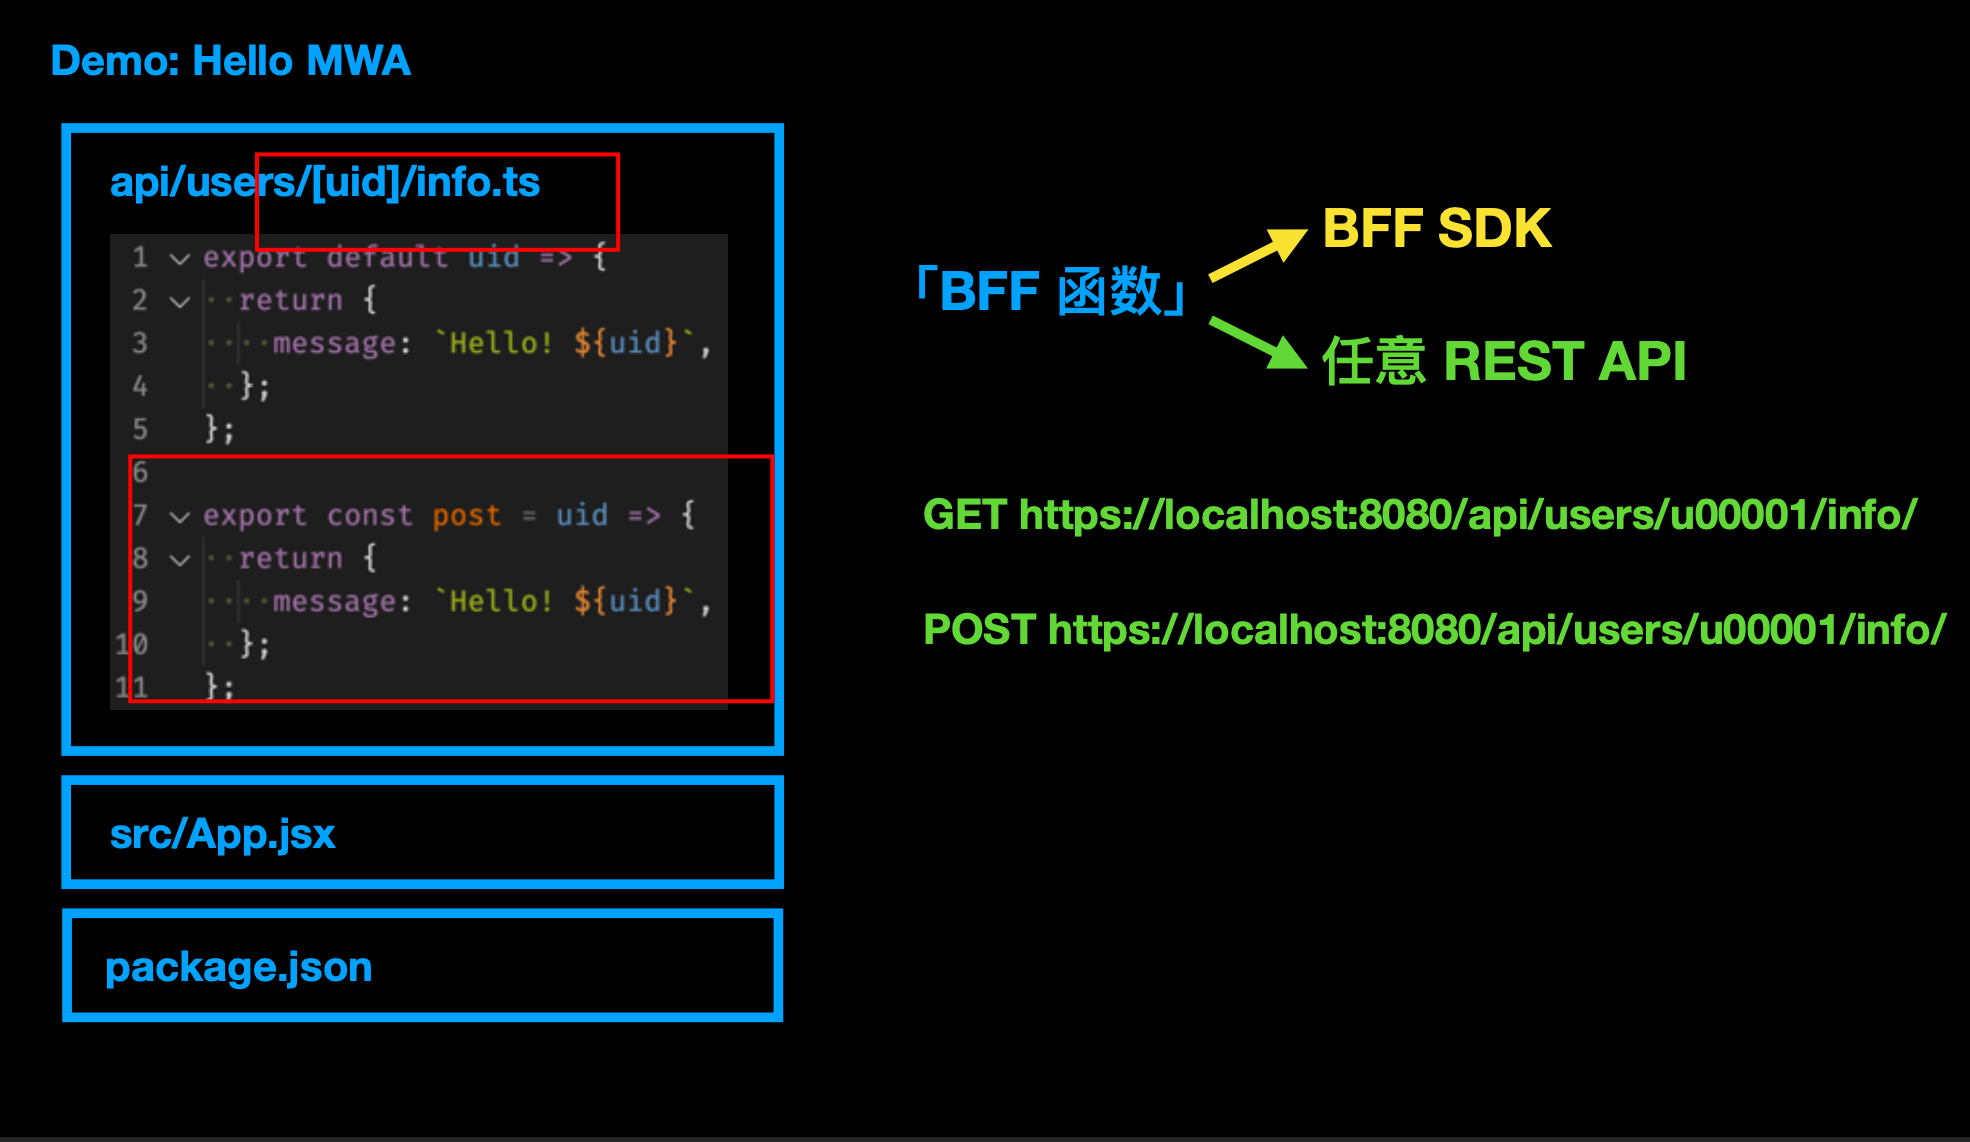 Demo: Hello MWA
api/users/[uid]/info.ts
1 export default uid => {
2 return {
3 message: `Hello! ${uid}`,
4 };
5 };
6
7 export const post = uid => {
8 return {
9 message: `Hello! ${uid}`,
10 };
11 };
src/App.jsx
package.json
「BFF 函数」
BFF SDK
任意 REST API
GET https://localhost:8080/api/users/u00001/info/
POST https://localhost:8080/api/users/u00001/info/